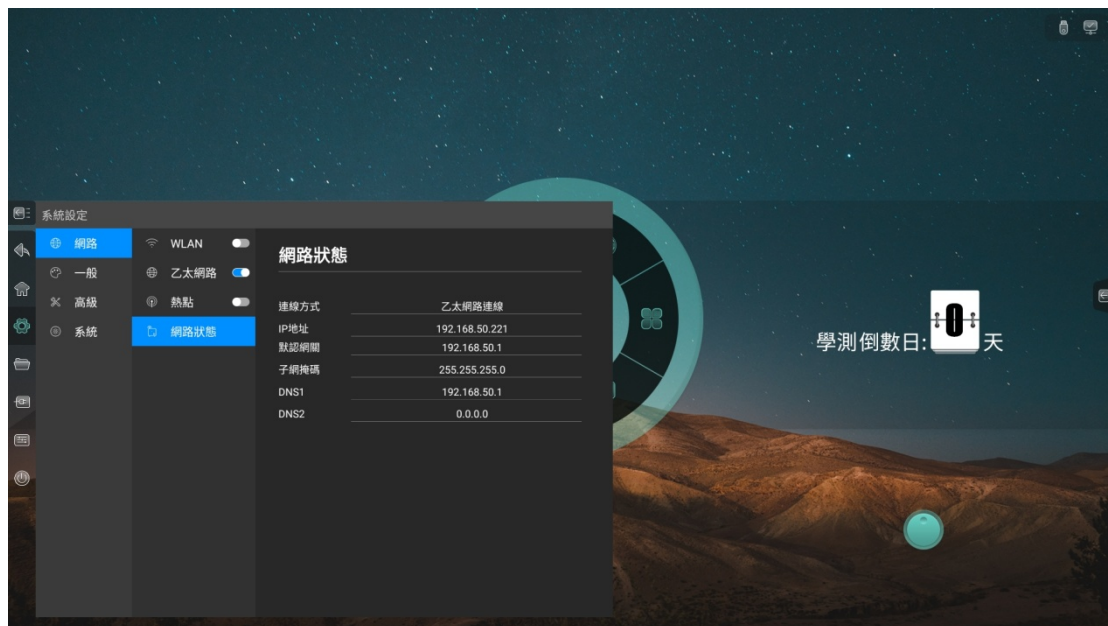 系統設定
網路
一般
高級
系統
WLAN
乙太網路
熱點
網路狀態
網路狀態
連線方式 乙太網路連線
IP地址 192.168.50.221
默認網關 192.168.50.1
子網掩碼 255.255.255.0
DNS1 192.168.50.1
DNS2 0.0.0.0
學測倒數日: 0 天